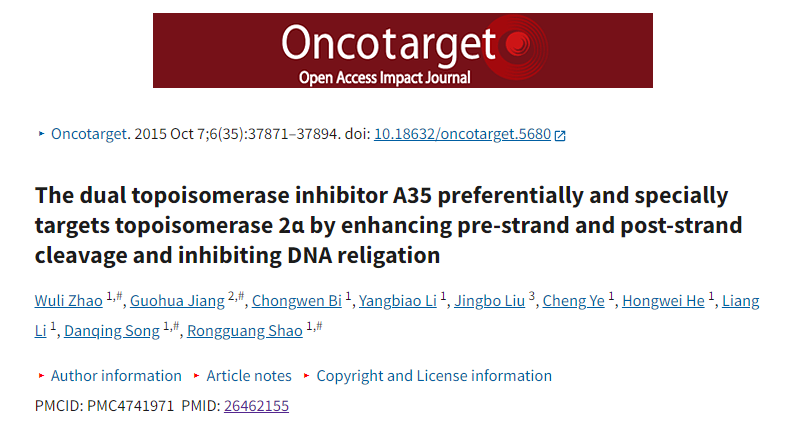 Oncotarget
Open Access Impact Journal
▸ Oncotarget. 2015 Oct 7;6(35):37871–37894. doi: 10.18632/oncotarget.5680
The dual topoisomerase inhibitor A35 preferentially and specially
targets topoisomerase 2α by enhancing pre-strand and post-strand
cleavage and inhibiting DNA religation
Wuli Zhao 1,#, Guohua Jiang 2,#, Chongwen Bi 1, Yangbiao Li 1, Jingbo Liu 3, Cheng Ye 1, Hongwei He 1, Liang
Li 1, Danqing Song 1,#, Rongguang Shao 1,#
▸ Author information ▸ Article notes ▸ Copyright and License information
PMCID: PMC4741971 PMID: 26462155